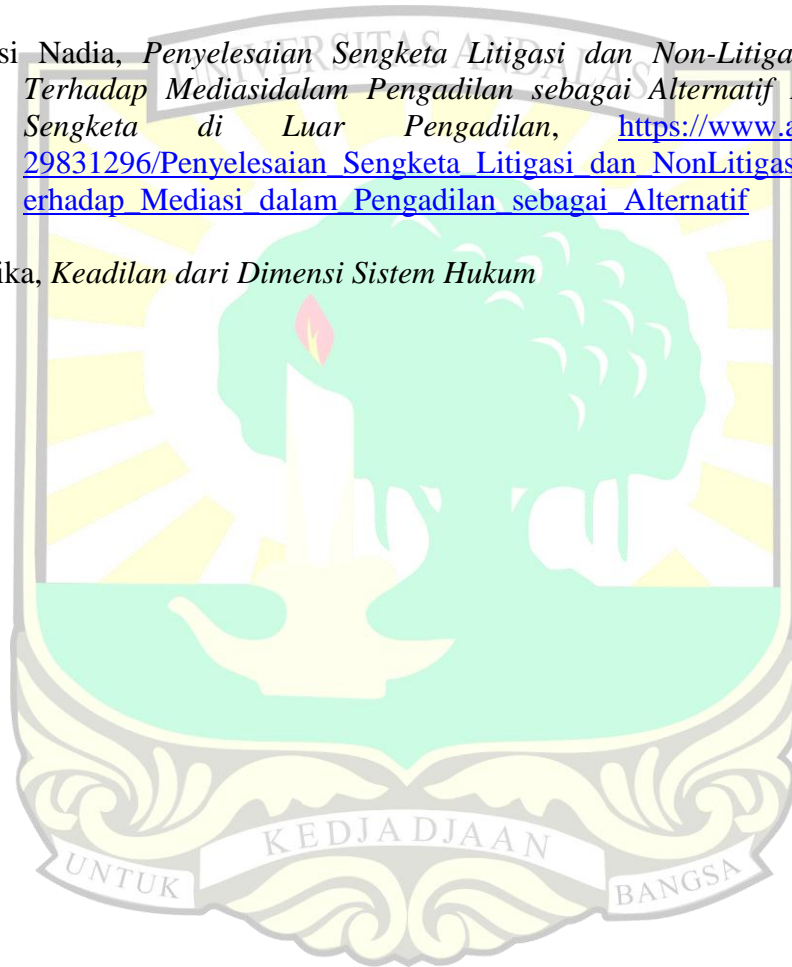 si Nadia, Penyelesaian Sengketa Litigasi dan Non-Litigas
Terhadap Mediasidalam Pengadilan sebagai Alternatif
Sengketa di Luar Pengadilan, https://www.a
29831296/Penyelesaian_Sengketa_Litigasi_dan_NonLitigas
erhadap_Mediasi_dalam_Pengadilan_sebagai_Alternatif
ika, Keadilan dari Dimensi Sistem Hukum
UNIVERSITAS ANDALAS
UNTUK KEDJADJAAN BANGSA